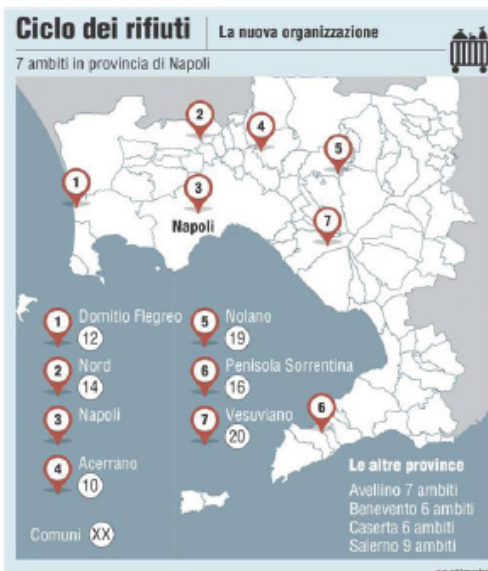 Ciclo dei rifiuti
La nuova organizzazione
7 ambiti in provincia di Napoli
2
4
5
1
3
Napoli
7
6
1 Domitio Flegreo
12
2 Nord
14
3 Napoli
4 Acerrano
10
5 Nolano
19
6 Penisola Sorrentina
16
7 Vesuviano
20
Comuni XX
Le altre province
Avellino 7 ambiti
Benevento 6 ambiti
Caserta 6 ambiti
Salerno 9 ambiti